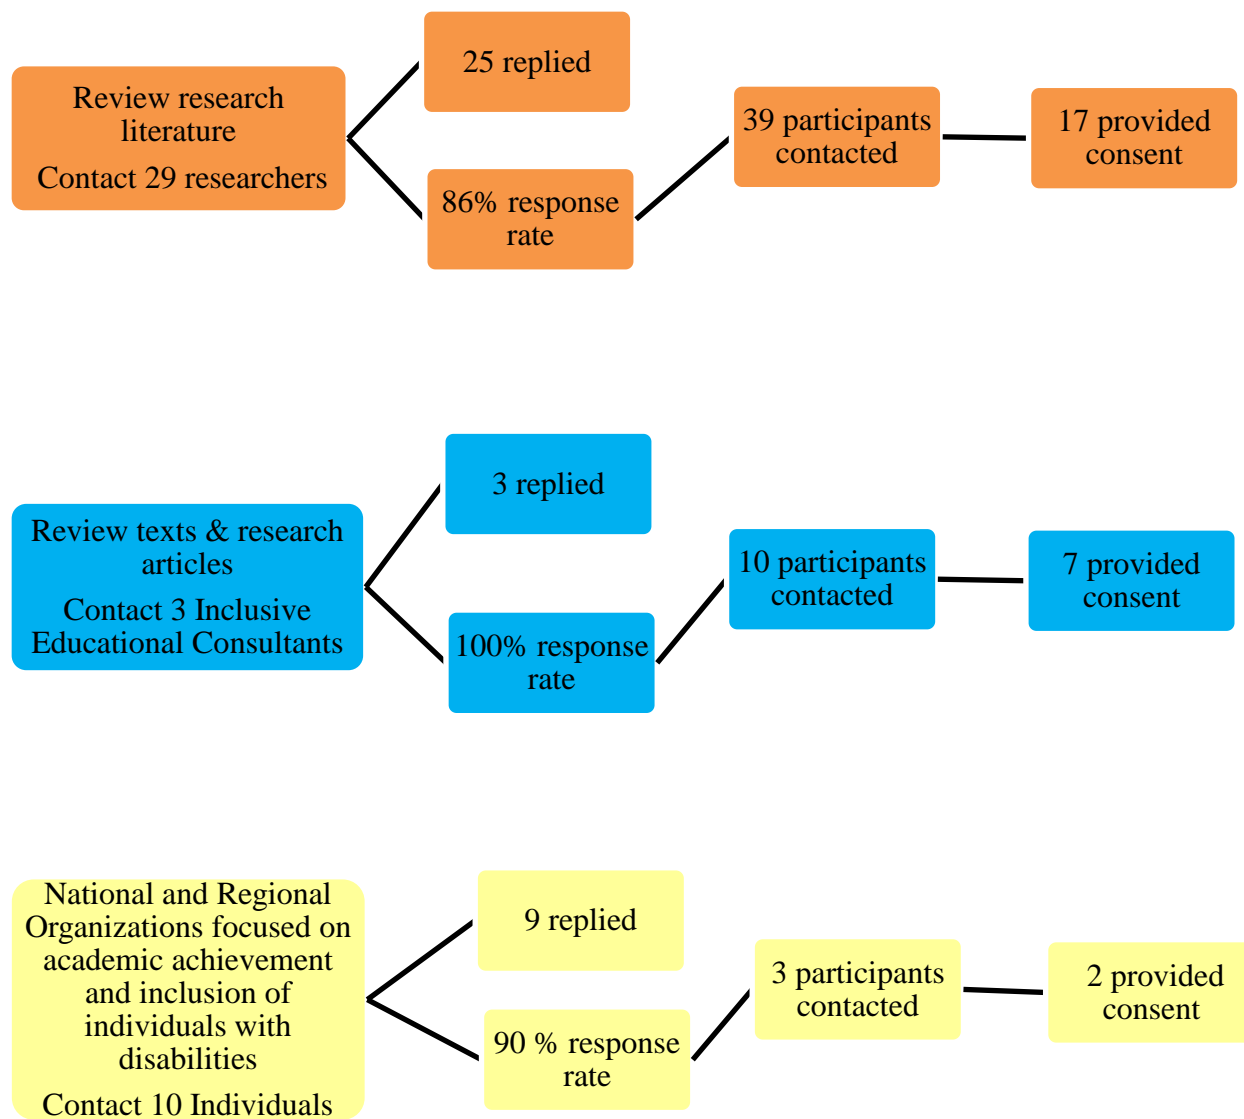 Review research
literature
Contact 29 researchers
25 replied
86% response
rate
39 participants
contacted
17 provided
consent
Review texts & research
articles
Contact 3 Inclusive
Educational Consultants
3 replied
100% response
rate
10 participants
contacted
7 provided
consent
National and Regional
Organizations focused on
academic achievement
and inclusion of
individuals with
disabilities
Contact 10 Individuals
9 replied
90 % response
rate
3 participants
contacted
2 provided
consent